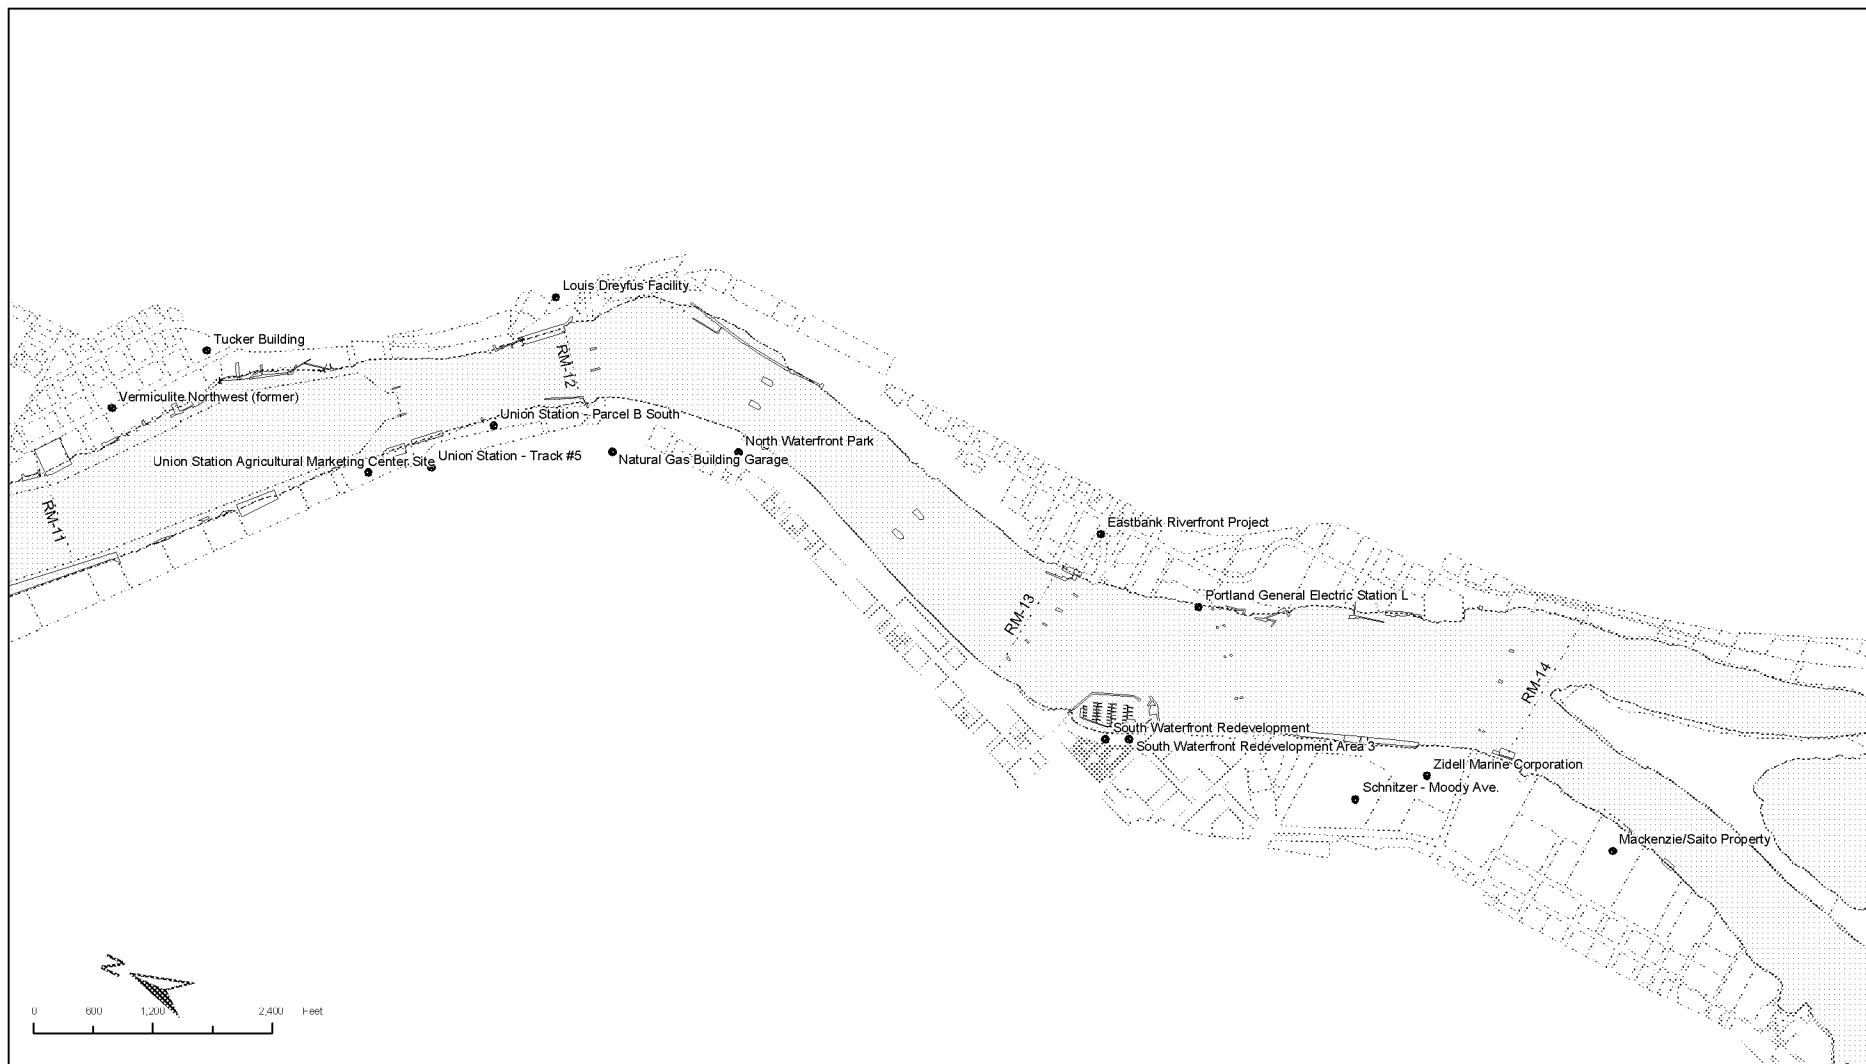 Louis Dreyfus Facility
Tucker Building
RM-12
Vermiculite Northwest (former)
Union Station - Parcel B South
North Waterfront Park
Union Station - Track #5
Natural Gas Building Garage
Union Station Agricultural Marketing Center Site
RM-11
Eastbank Riverfront Project
Portland General Electric Station L
RM-13
RM-14
South Waterfront Redevelopment
South Waterfront Redevelopment Area 3
Zidell Marine Corporation
Schnitzer - Moody Ave.
Mackenzie/Saito Property
N
0 600 1,200 2,400 Feet